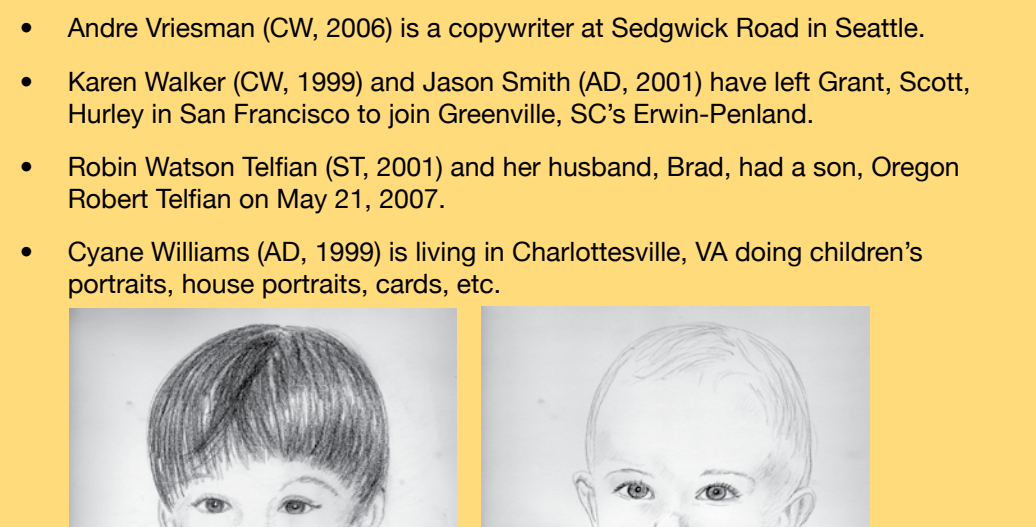 • Andre Vriesman (CW, 2006) is a copywriter at Sedgwick Road in Seattle.
• Karen Walker (CW, 1999) and Jason Smith (AD, 2001) have left Grant, Scott,
Hurley in San Francisco to join Greenville, SC’s Erwin-Penland.
• Robin Watson Telfian (ST, 2001) and her husband, Brad, had a son, Oregon
Robert Telfian on May 21, 2007.
• Cyane Williams (AD, 1999) is living in Charlottesville, VA doing children’s
portraits, house portraits, cards, etc.